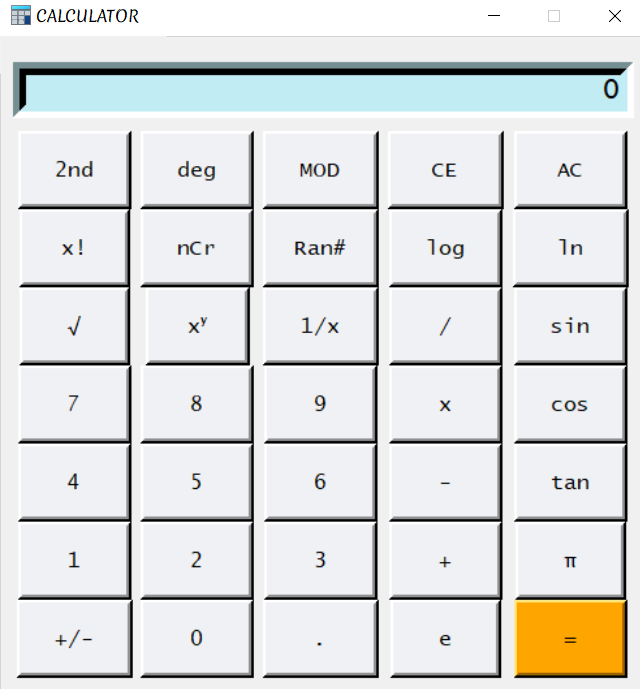 CALCULATOR
0
2nd deg MOD CE AC
x! nCr Ran# log ln
√ xʸ 1/x / sin
7 8 9 x cos
4 5 6 - tan
1 2 3 + π
+/- 0 . e =